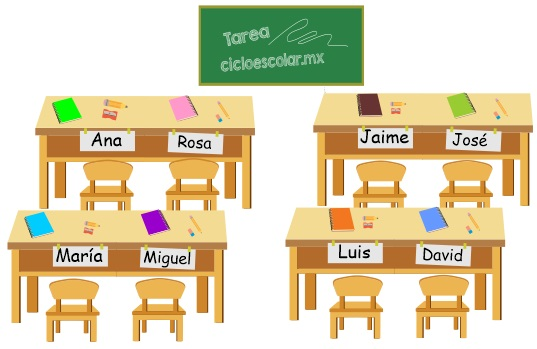 Tarea
cicloescolar.mx
Ana
Rosa
Jaime
José
María
Miguel
Luis
David